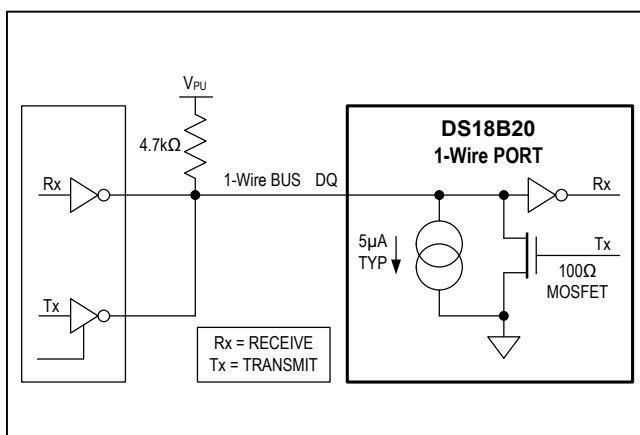 VPU
4.7kΩ
Rx
1-Wire BUS DQ
Tx
Rx = RECEIVE
Tx = TRANSMIT
DS18B20
1-Wire PORT
Rx
5µA
TYP
Tx
100Ω
MOSFET